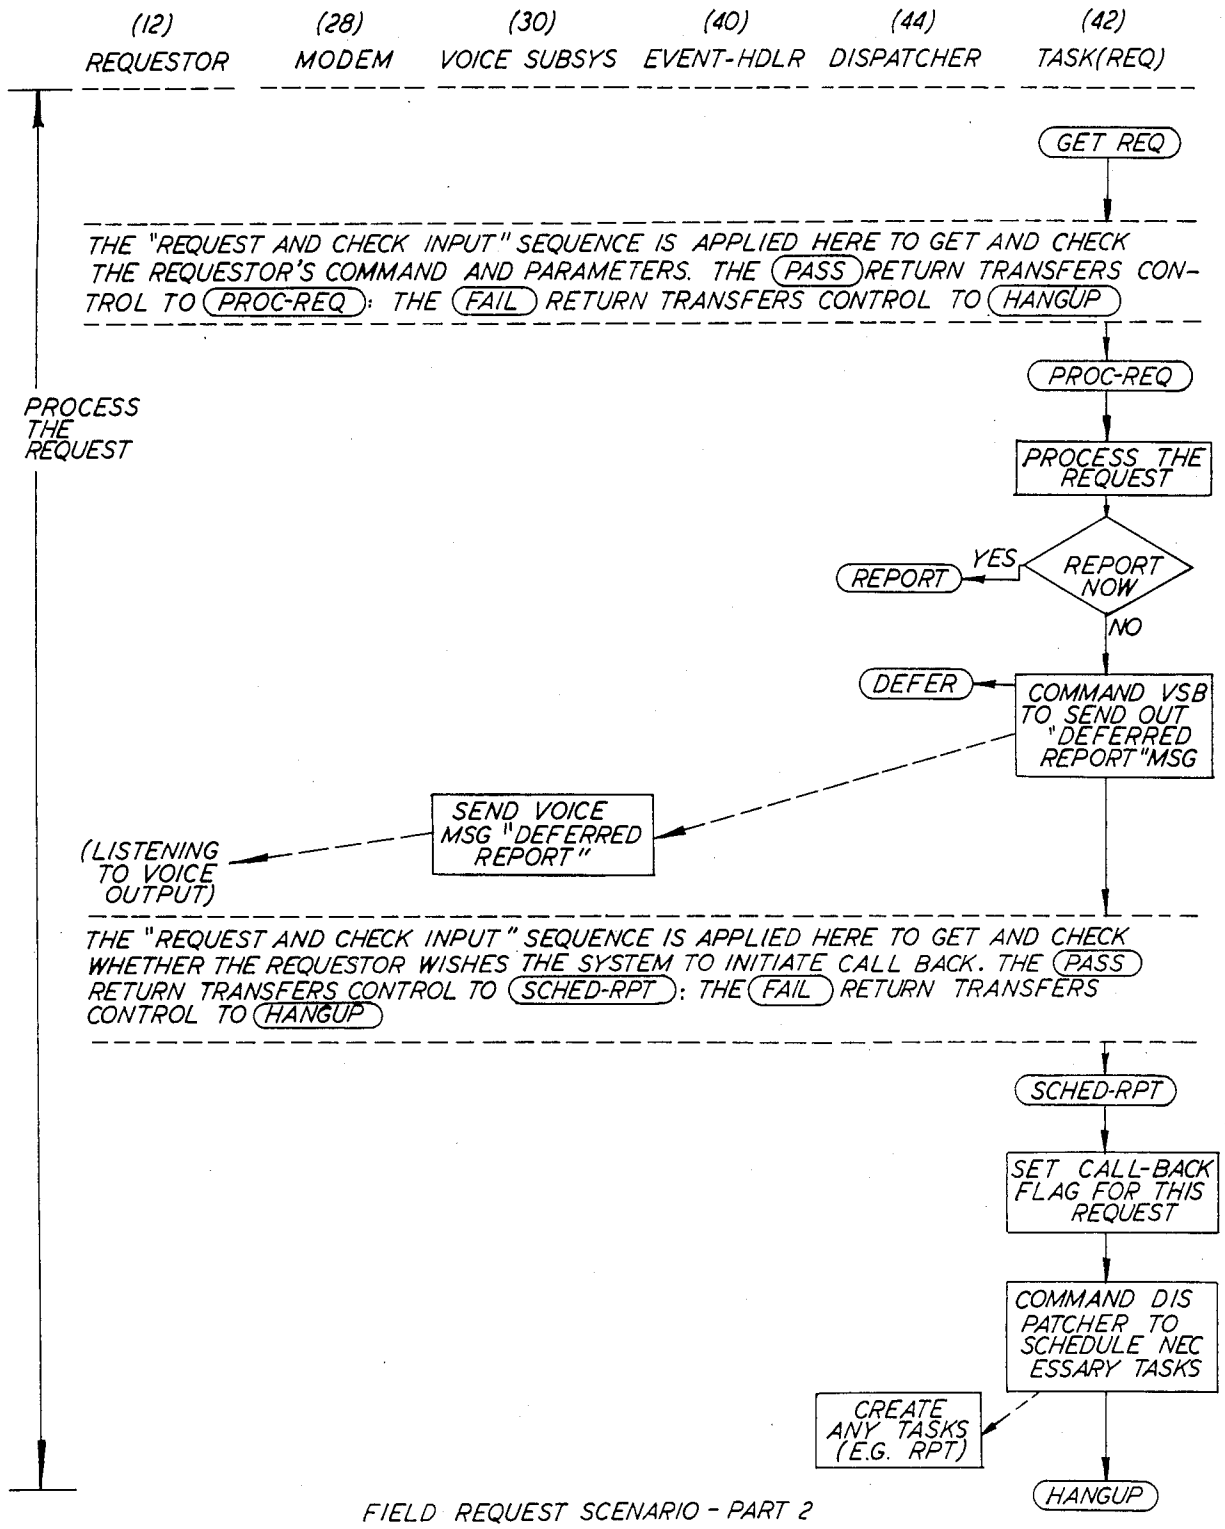 (12) (28) (30) (40) (44) (42)
REQUESTOR MODEM VOICE SUBSYS EVENT-HDLR DISPATCHER TASK(REQ)
GET REQ
THE "REQUEST AND CHECK INPUT" SEQUENCE IS APPLIED HERE TO GET AND CHECK
THE REQUESTOR'S COMMAND AND PARAMETERS. THE PASS RETURN TRANSFERS CON-
TROL TO PROC-REQ: THE FAIL RETURN TRANSFERS CONTROL TO HANGUP
PROC-REQ
PROCESS
THE
REQUEST
PROCESS THE
REQUEST
YES
REPORT
NOW
REPORT
NO
DEFER
COMMAND VSB
TO SEND OUT
"DEFERRED
REPORT" MSG
SEND VOICE
MSG "DEFERRED
REPORT"
(LISTENING
TO VOICE
OUTPUT)
THE "REQUEST AND CHECK INPUT" SEQUENCE IS APPLIED HERE TO GET AND CHECK
WHETHER THE REQUESTOR WISHES THE SYSTEM TO INITIATE CALL BACK. THE PASS
RETURN TRANSFERS CONTROL TO SCHED-RPT: THE FAIL RETURN TRANSFERS
CONTROL TO HANGUP
SCHED-RPT
SET CALL-BACK
FLAG FOR THIS
REQUEST
COMMAND DIS
PATCHER TO
SCHEDULE NEC
ESSARY TASKS
CREATE
ANY TASKS
(E.G. RPT)
HANGUP
FIELD REQUEST SCENARIO - PART 2